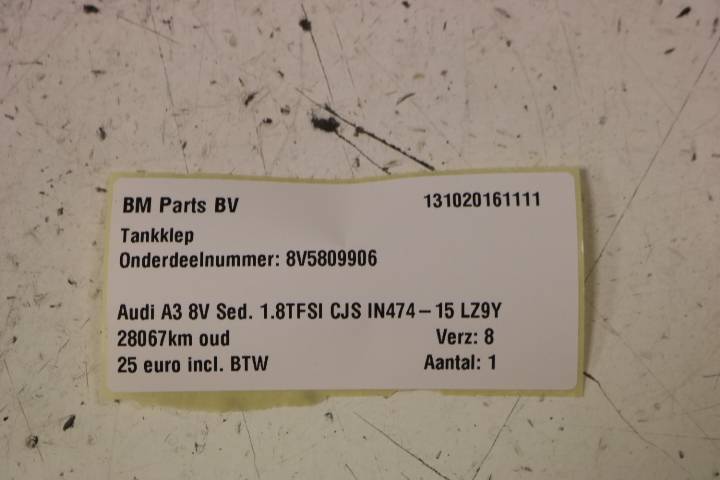 BM Parts BV 131020161111
Tankklep
Onderdeelnummer: 8V5809906
Audi A3 8V Sed. 1.8TFSI CJS IN474-15 LZ9Y
28067km oud Verz: 8
25 euro incl. BTW Aantal: 1